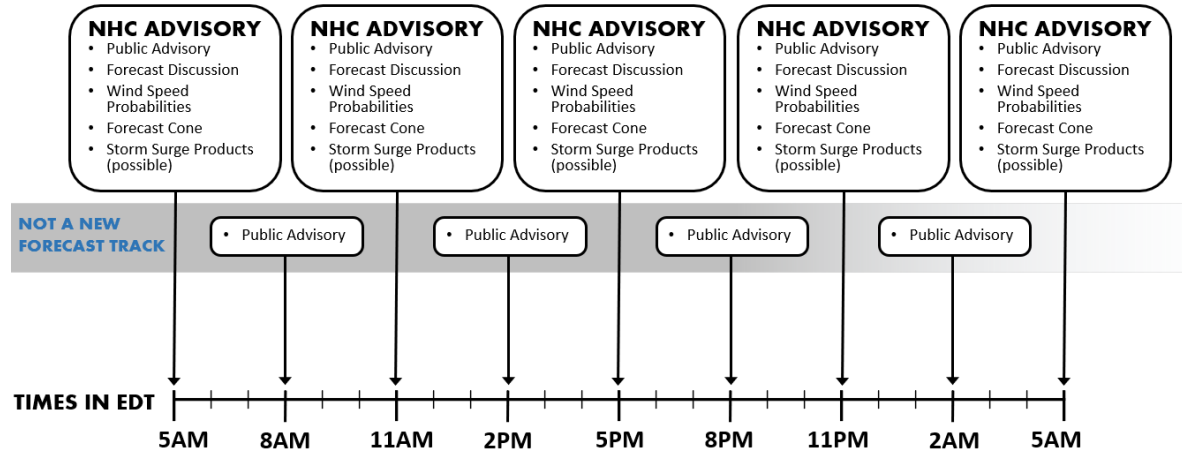 NHC ADVISORY
• Public Advisory
• Forecast Discussion
• Wind Speed
Probabilities
• Forecast Cone
• Storm Surge Products
(possible)
NHC ADVISORY
• Public Advisory
• Forecast Discussion
• Wind Speed
Probabilities
• Forecast Cone
• Storm Surge Products
(possible)
NHC ADVISORY
• Public Advisory
• Forecast Discussion
• Wind Speed
Probabilities
• Forecast Cone
• Storm Surge Products
(possible)
NHC ADVISORY
• Public Advisory
• Forecast Discussion
• Wind Speed
Probabilities
• Forecast Cone
• Storm Surge Products
(possible)
NHC ADVISORY
• Public Advisory
• Forecast Discussion
• Wind Speed
Probabilities
• Forecast Cone
• Storm Surge Products
(possible)
NOT A NEW
FORECAST TRACK
• Public Advisory
• Public Advisory
• Public Advisory
• Public Advisory
TIMES IN EDT
5AM
8AM
11AM
2PM
5PM
8PM
11PM
2AM
5AM